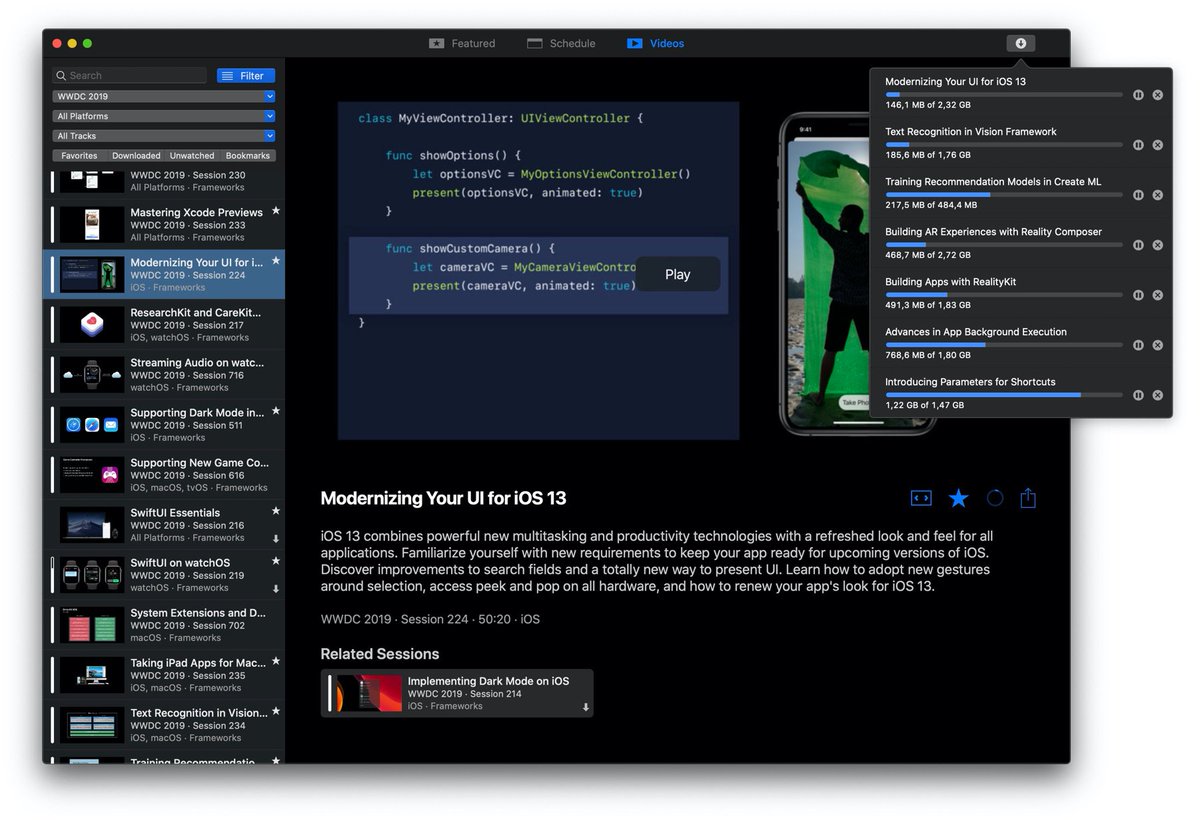 Featured
Schedule
Videos
Search
Filter
WWDC 2019
All Platforms
All Tracks
Favorites
Downloaded
Unwatched
Bookmarks
WWDC 2019 · Session 230
All Platforms · Frameworks
Mastering Xcode Previews
WWDC 2019 · Session 233
All Platforms · Frameworks
Modernizing Your UI for i...
WWDC 2019 · Session 224
iOS · Frameworks
ResearchKit and CareKit...
WWDC 2019 · Session 217
iOS, watchOS · Frameworks
Streaming Audio on watc...
WWDC 2019 · Session 716
watchOS · Frameworks
Supporting Dark Mode in...
WWDC 2019 · Session 511
iOS · Frameworks
Supporting New Game Co...
WWDC 2019 · Session 616
iOS, macOS, tvOS · Frameworks
SwiftUI Essentials
WWDC 2019 · Session 216
All Platforms · Frameworks
SwiftUI on watchOS
WWDC 2019 · Session 219
watchOS · Frameworks
System Extensions and D...
WWDC 2019 · Session 702
macOS · Frameworks
Taking iPad Apps for Mac...
WWDC 2019 · Session 235
iOS, macOS · Frameworks
Text Recognition in Vision...
WWDC 2019 · Session 234
iOS, macOS · Frameworks
Training Recommendatio...
class MyViewController: UIViewController {
func showOptions() {
let optionsVC = MyOptionsViewController()
present(optionsVC, animated: true)
}
func showCustomCamera() {
let cameraVC = MyCameraViewContro
present(cameraVC, animated: true)
}
}
Play
9:41
Take Pho
Modernizing Your UI for iOS 13
146,1 MB of 2,32 GB
Text Recognition in Vision Framework
185,6 MB of 1,76 GB
Training Recommendation Models in Create ML
217,5 MB of 484,4 MB
Building AR Experiences with Reality Composer
468,7 MB of 2,72 GB
Building Apps with RealityKit
491,3 MB of 1,83 GB
Advances in App Background Execution
768,6 MB of 1,80 GB
Introducing Parameters for Shortcuts
1,22 GB of 1,47 GB
Modernizing Your UI for iOS 13
iOS 13 combines powerful new multitasking and productivity technologies with a refreshed look and feel for all
applications. Familiarize yourself with new requirements to keep your app ready for upcoming versions of iOS.
Discover improvements to search fields and a totally new way to present UI. Learn how to adopt new gestures
around selection, access peek and pop on all hardware, and how to renew your app's look for iOS 13.
WWDC 2019 · Session 224 · 50:20 · iOS
Related Sessions
Implementing Dark Mode on iOS
WWDC 2019 · Session 214
iOS · Frameworks